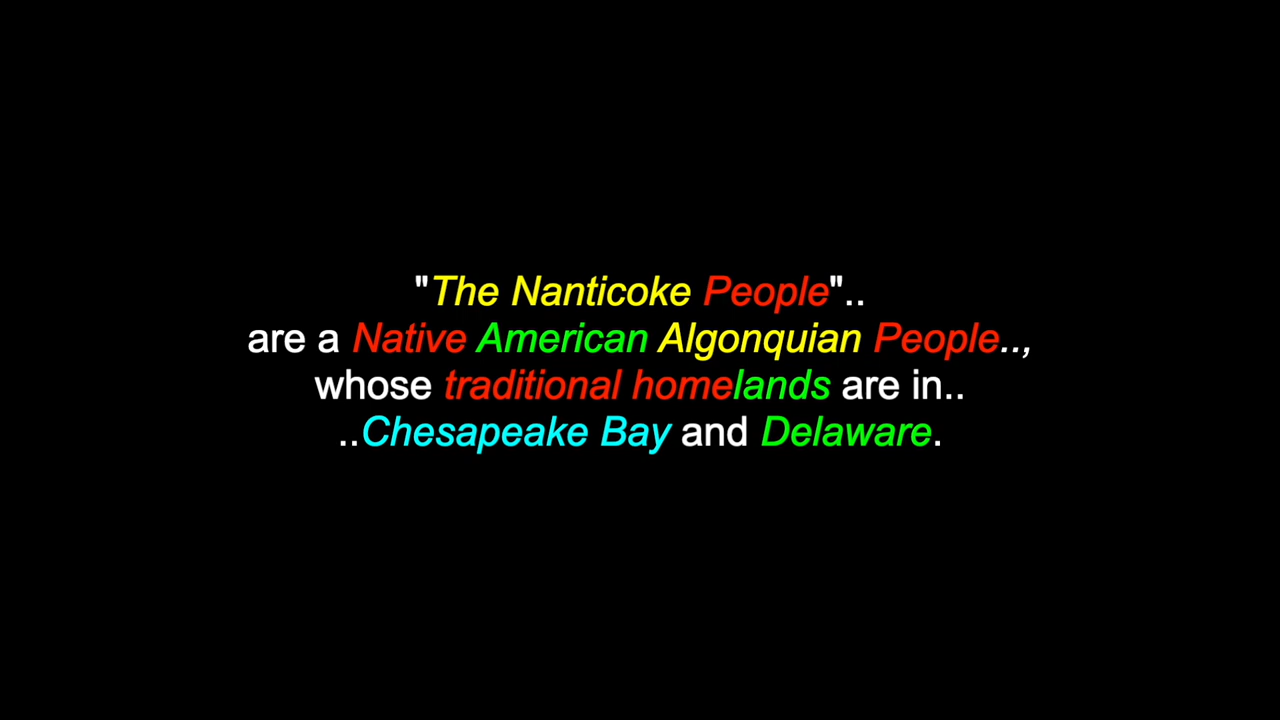 "The Nanticoke People"..
are a Native American Algonquian People..,
whose traditional homelands are in..
..Chesapeake Bay and Delaware.